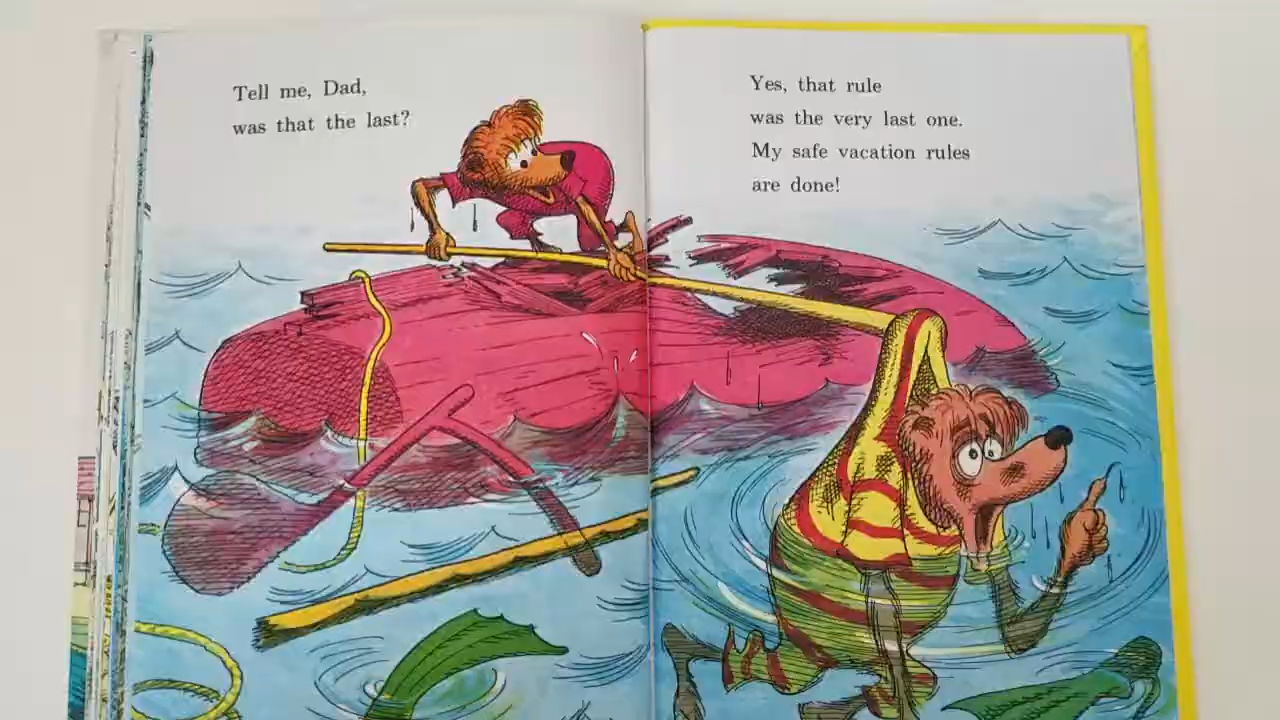 Tell me, Dad,
was that the last?
Yes, that rule
was the very last one.
My safe vacation rules
are done!